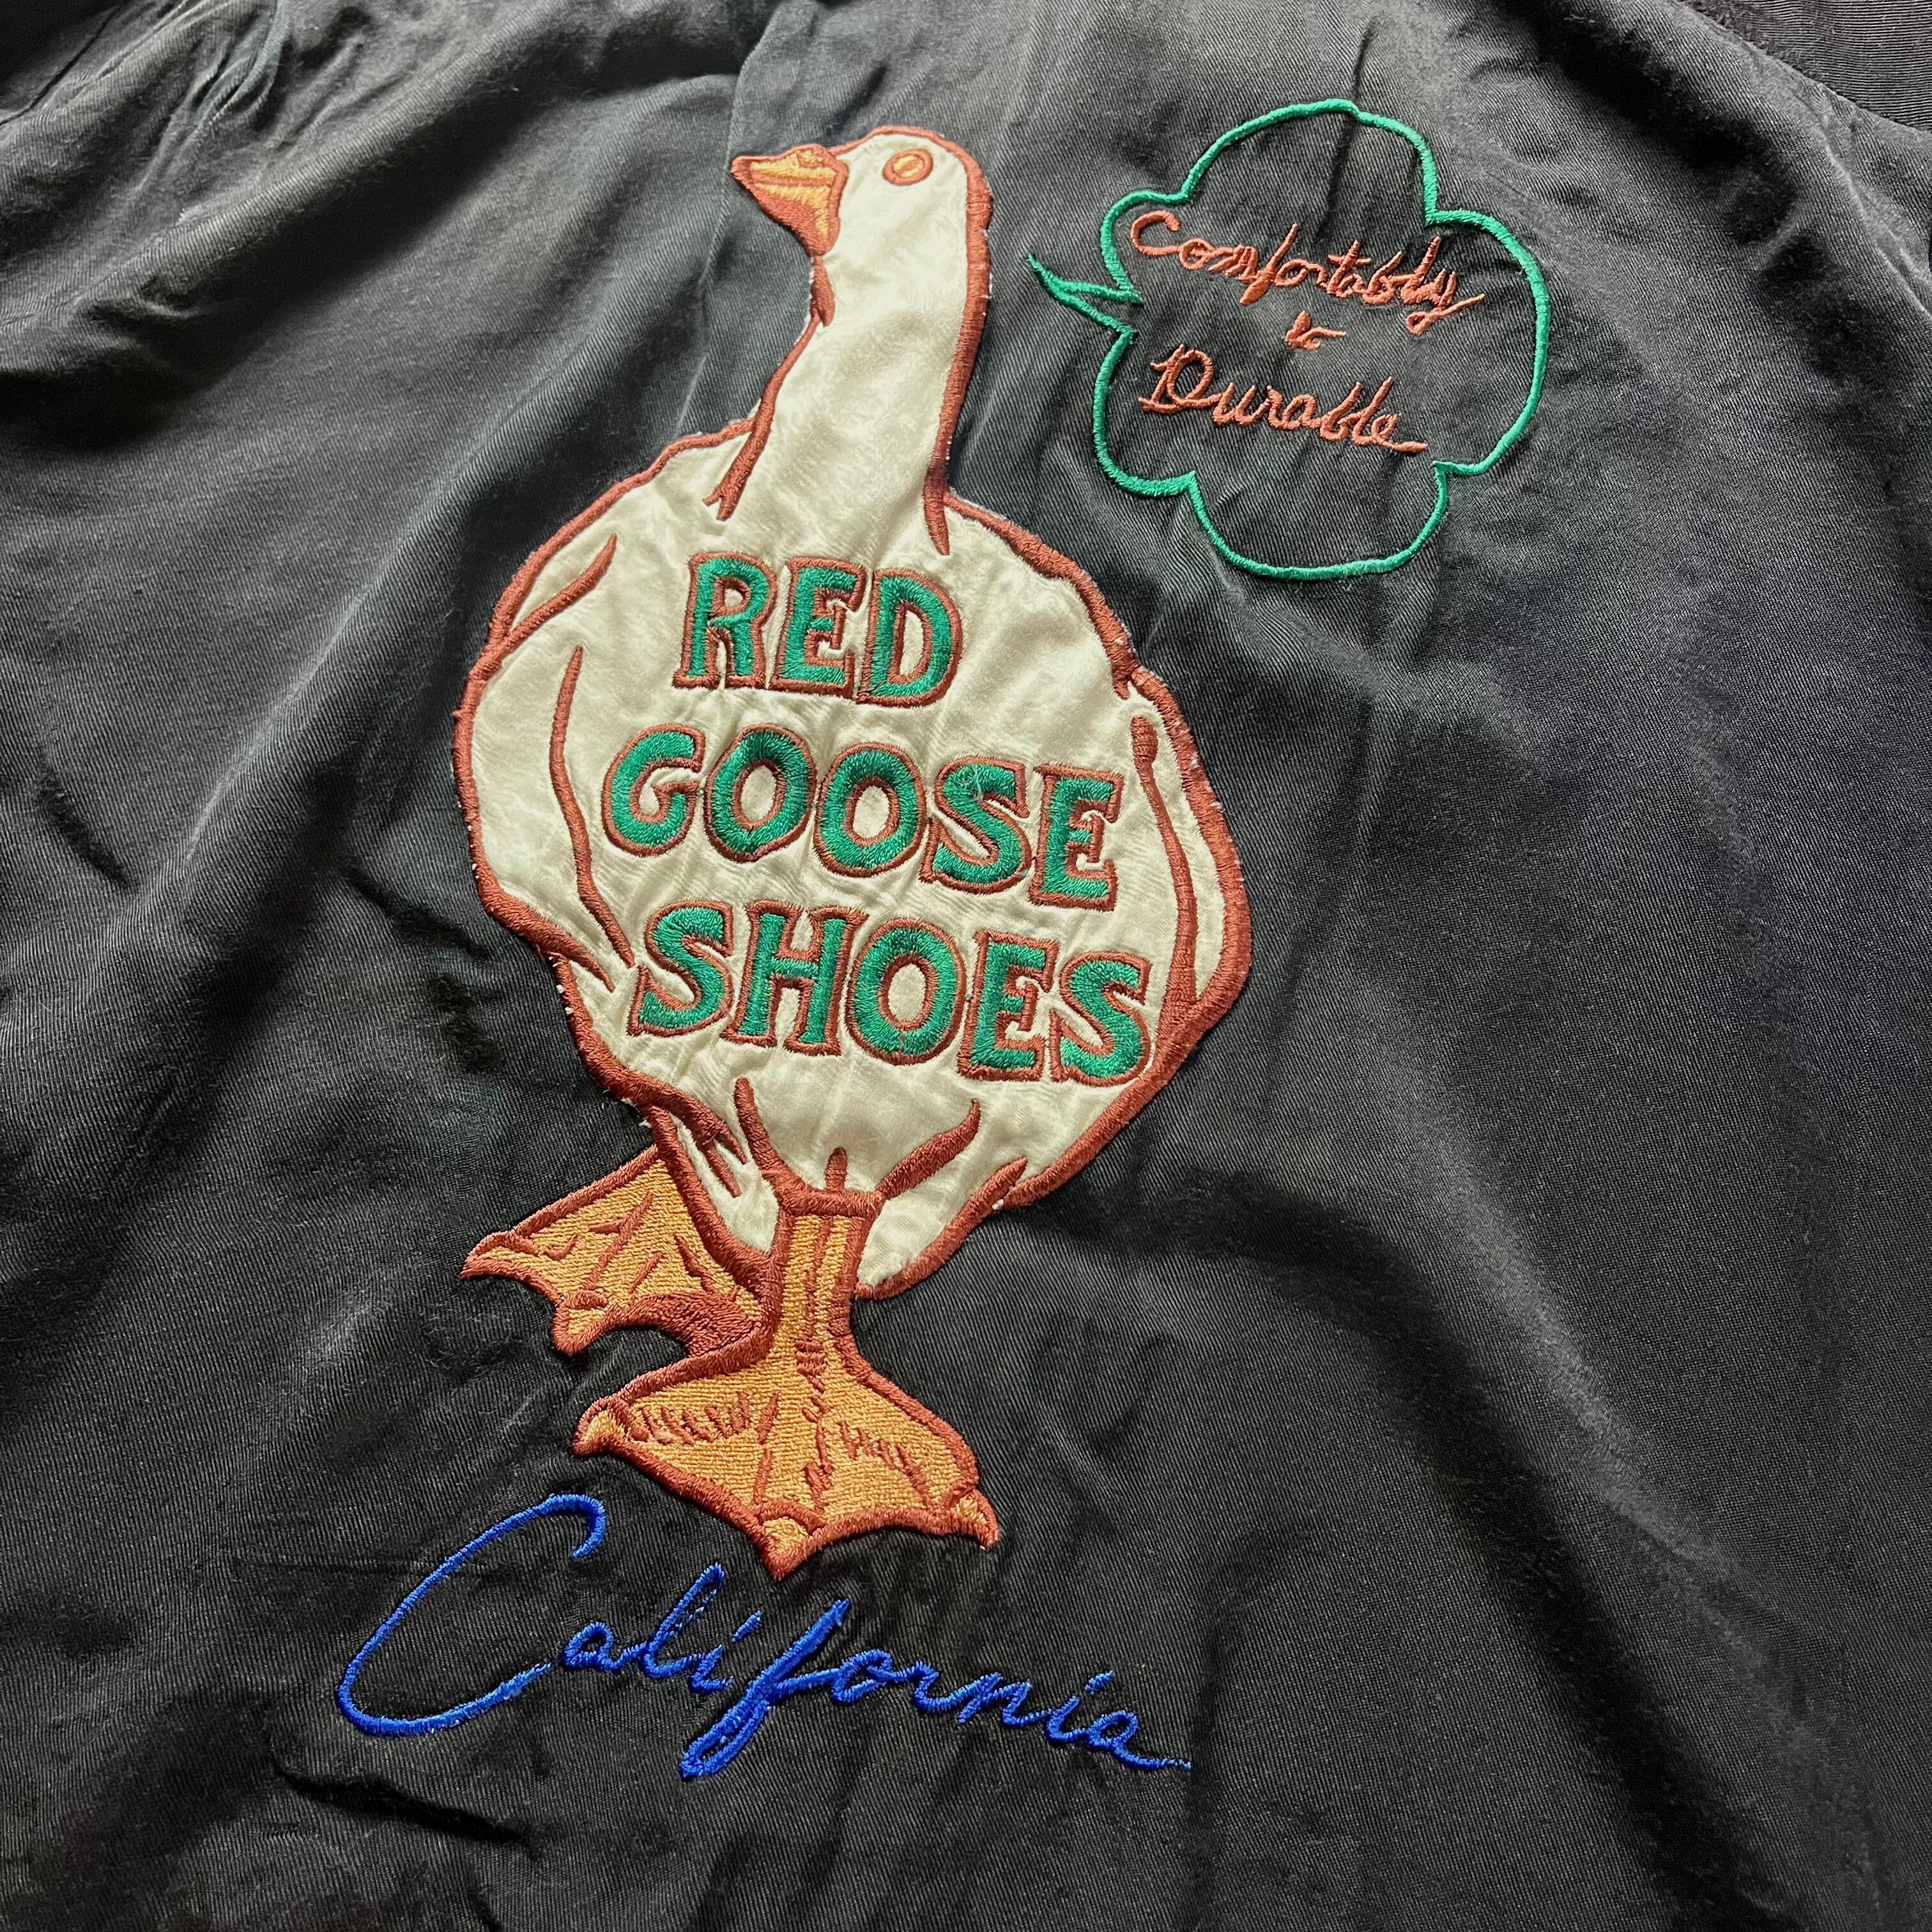 Comfortably
&
Durable
RED
GOOSE
SHOES
California